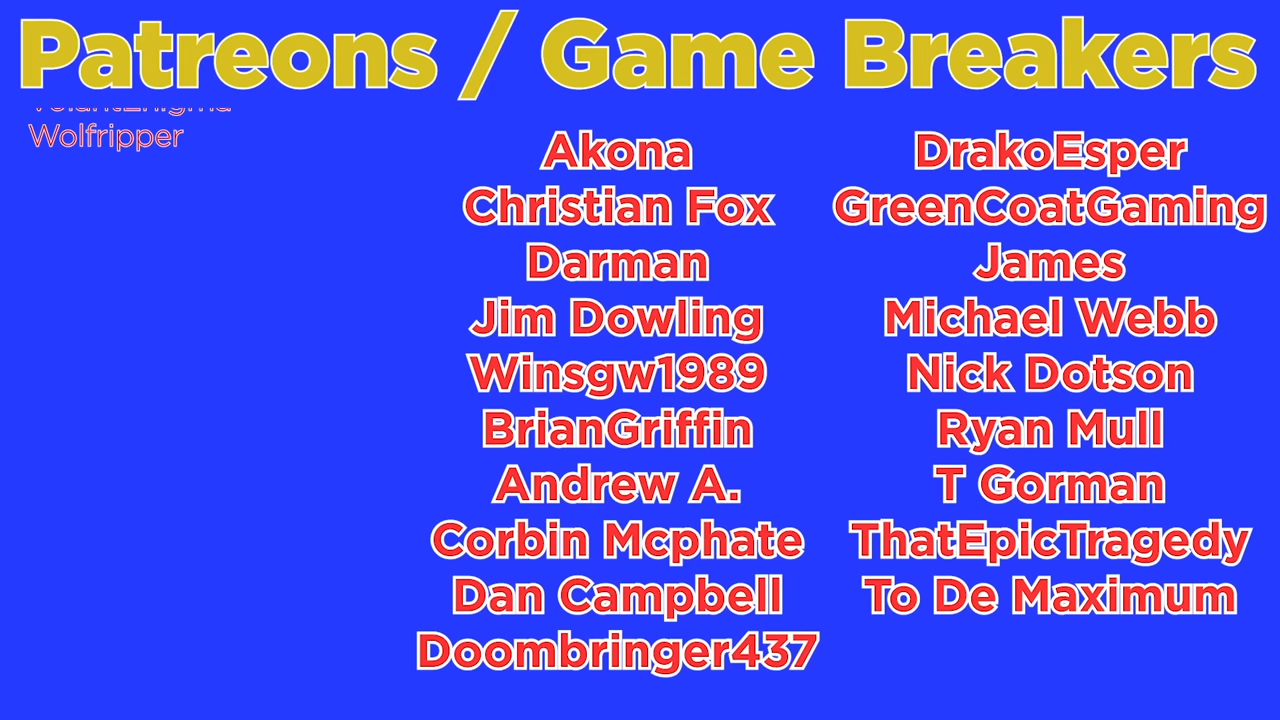 Patreons / Game Breakers
Wolfripper
Akona
Christian Fox
Darman
Jim Dowling
Winsgw1989
BrianGriffin
Andrew A.
Corbin Mcphate
Dan Campbell
Doombringer437
DrakoEsper
GreenCoatGaming
James
Michael Webb
Nick Dotson
Ryan Mull
T Gorman
ThatEpicTragedy
To De Maximum